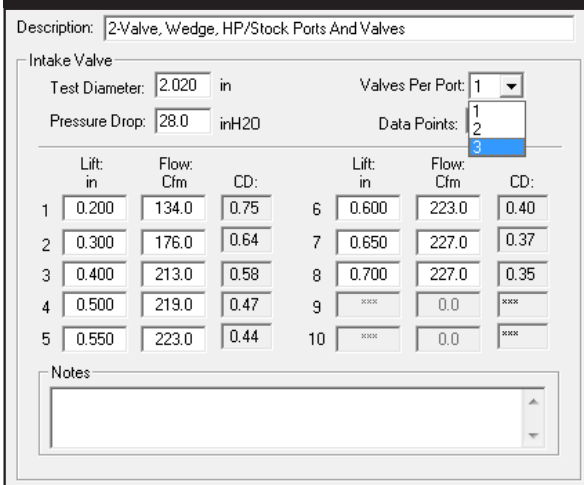 Description: 2-Valve, Wedge, HP/Stock Ports And Valves
Intake Valve
Test Diameter: 2.020 in Valves Per Port: 1
1
Pressure Drop: 28.0 inH2O Data Points:
2
3
Lift: Flow: Lift: Flow:
in Cfm CD: in Cfm CD:
1 0.200 134.0 0.75 6 0.600 223.0 0.40
2 0.300 176.0 0.64 7 0.650 227.0 0.37
3 0.400 213.0 0.58 8 0.700 227.0 0.35
4 0.500 219.0 0.47 9 *** 0.0 ***
5 0.550 223.0 0.44 10 *** 0.0 ***
Notes